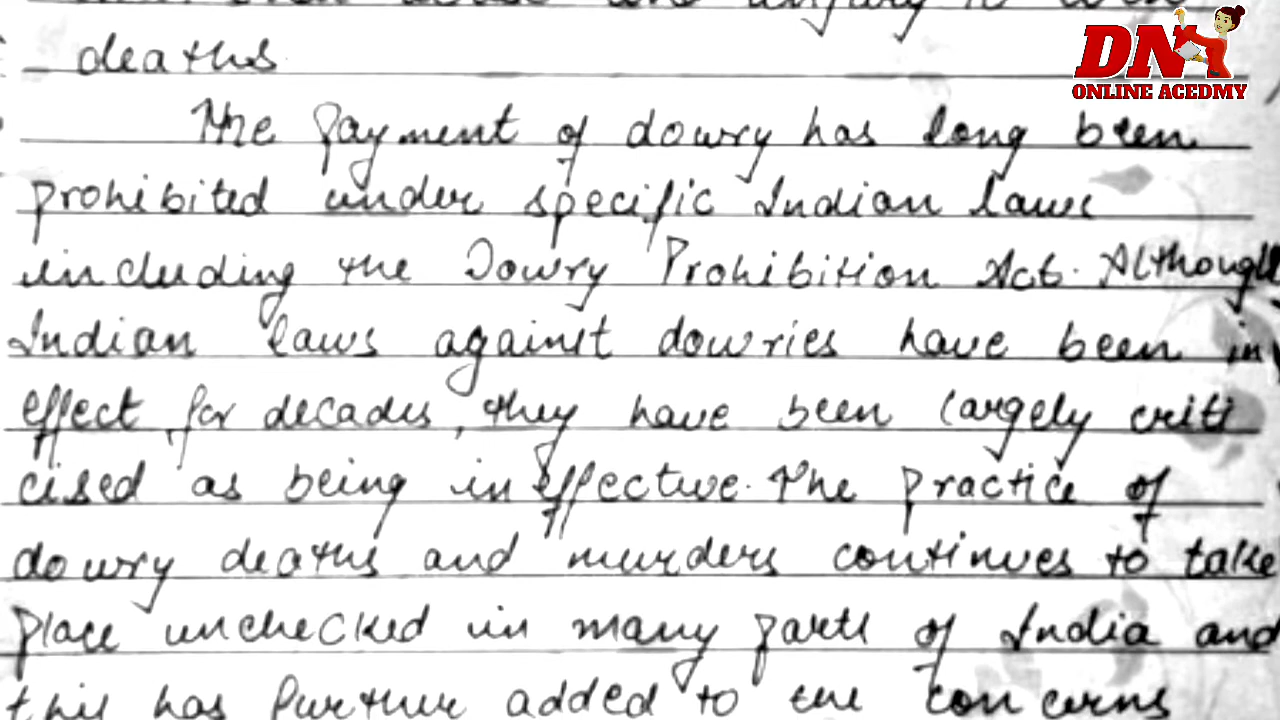 deaths
DNA
ONLINE ACEDMY
The payment of dowry has long been
prohibited under specific Indian laws
including the Dowry Prohibition Act. Although
Indian laws against dowries have been in
effect for decades, they have been largely criti
cised as being ineffective. The practice of
dowry deaths and murders continues to take
place unchecked in many parts of India and
this has further added to the concerns